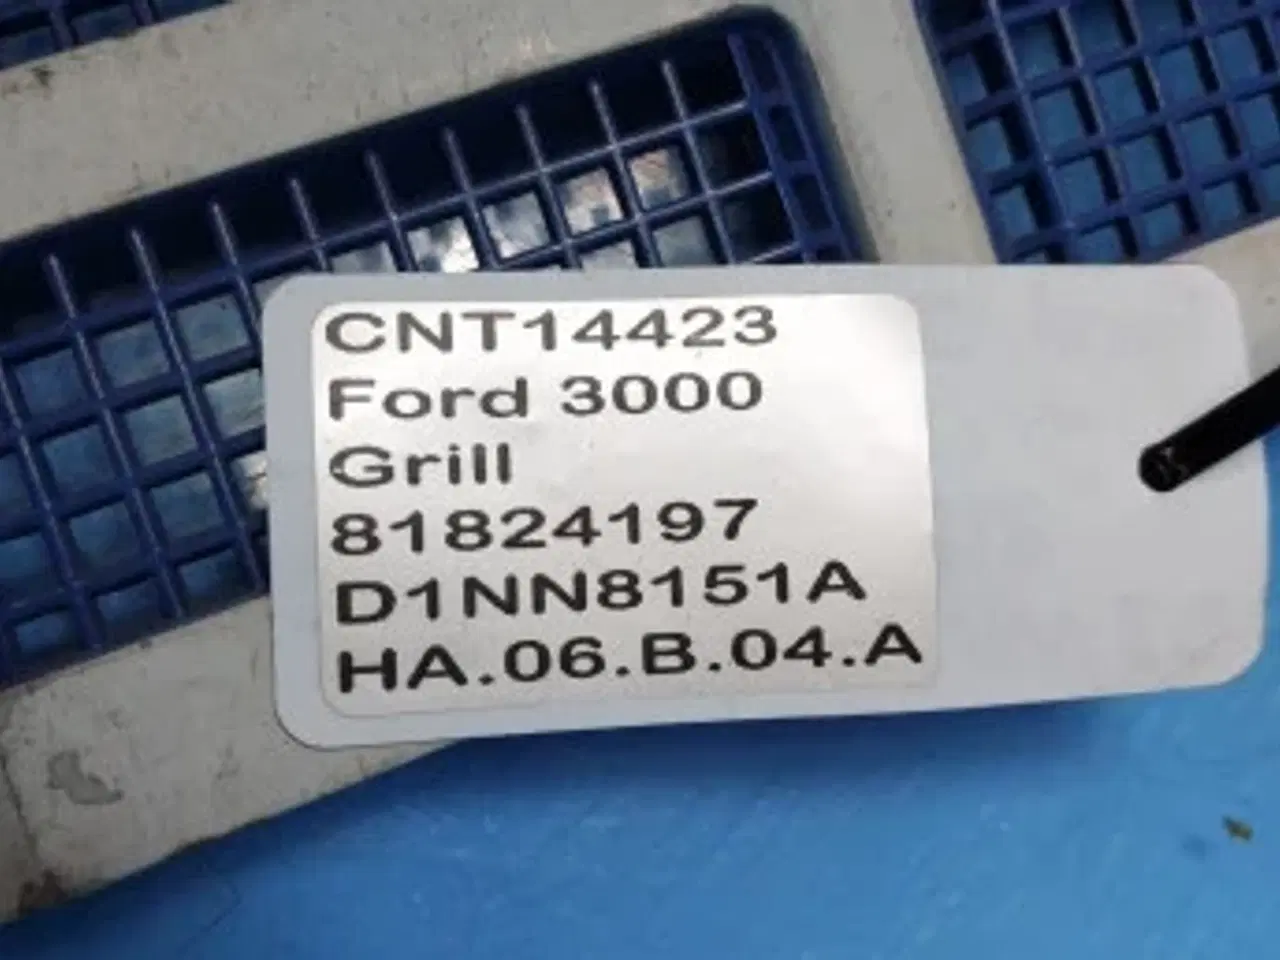 CNT14423
Ford 3000
Grill
81824197
D1NN8151A
HA.06.B.04.A